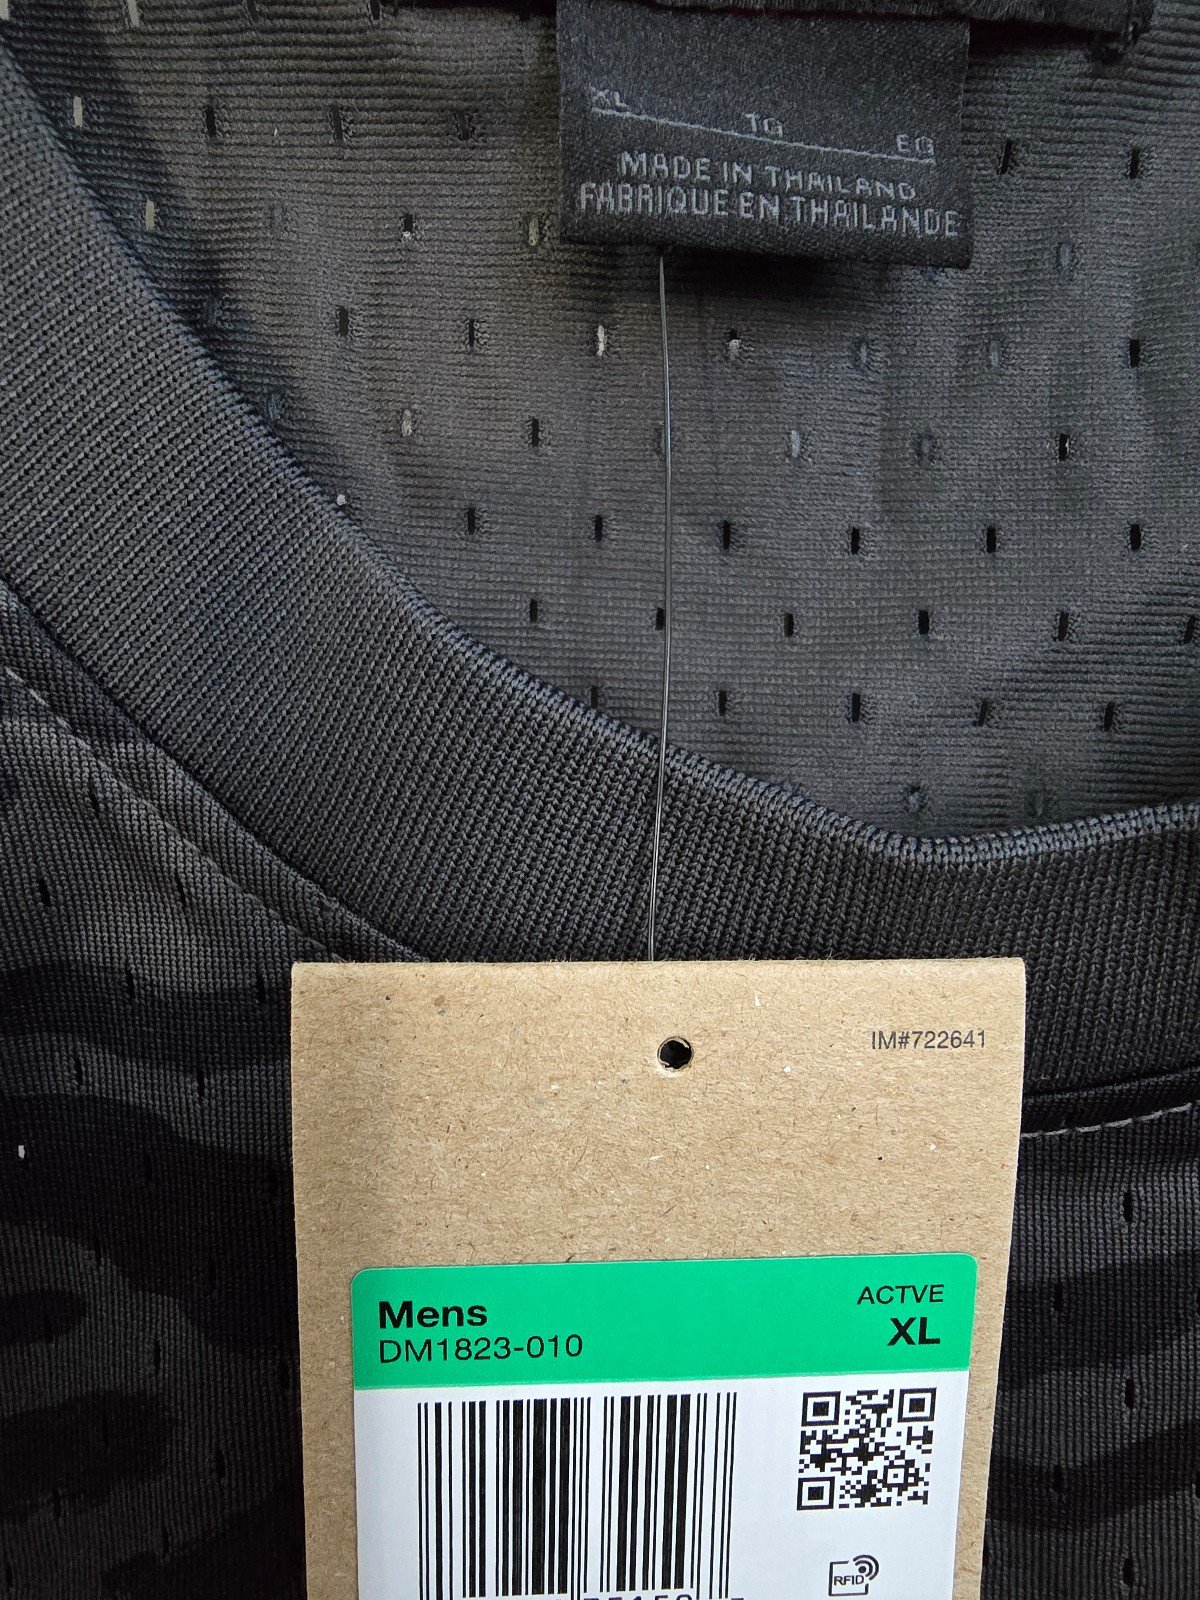 XL TG EG
MADE IN THAILAND
FABRIQUE EN THAILANDE
IM#722641
Mens
DM1823-010
ACTVE
XL
RFID